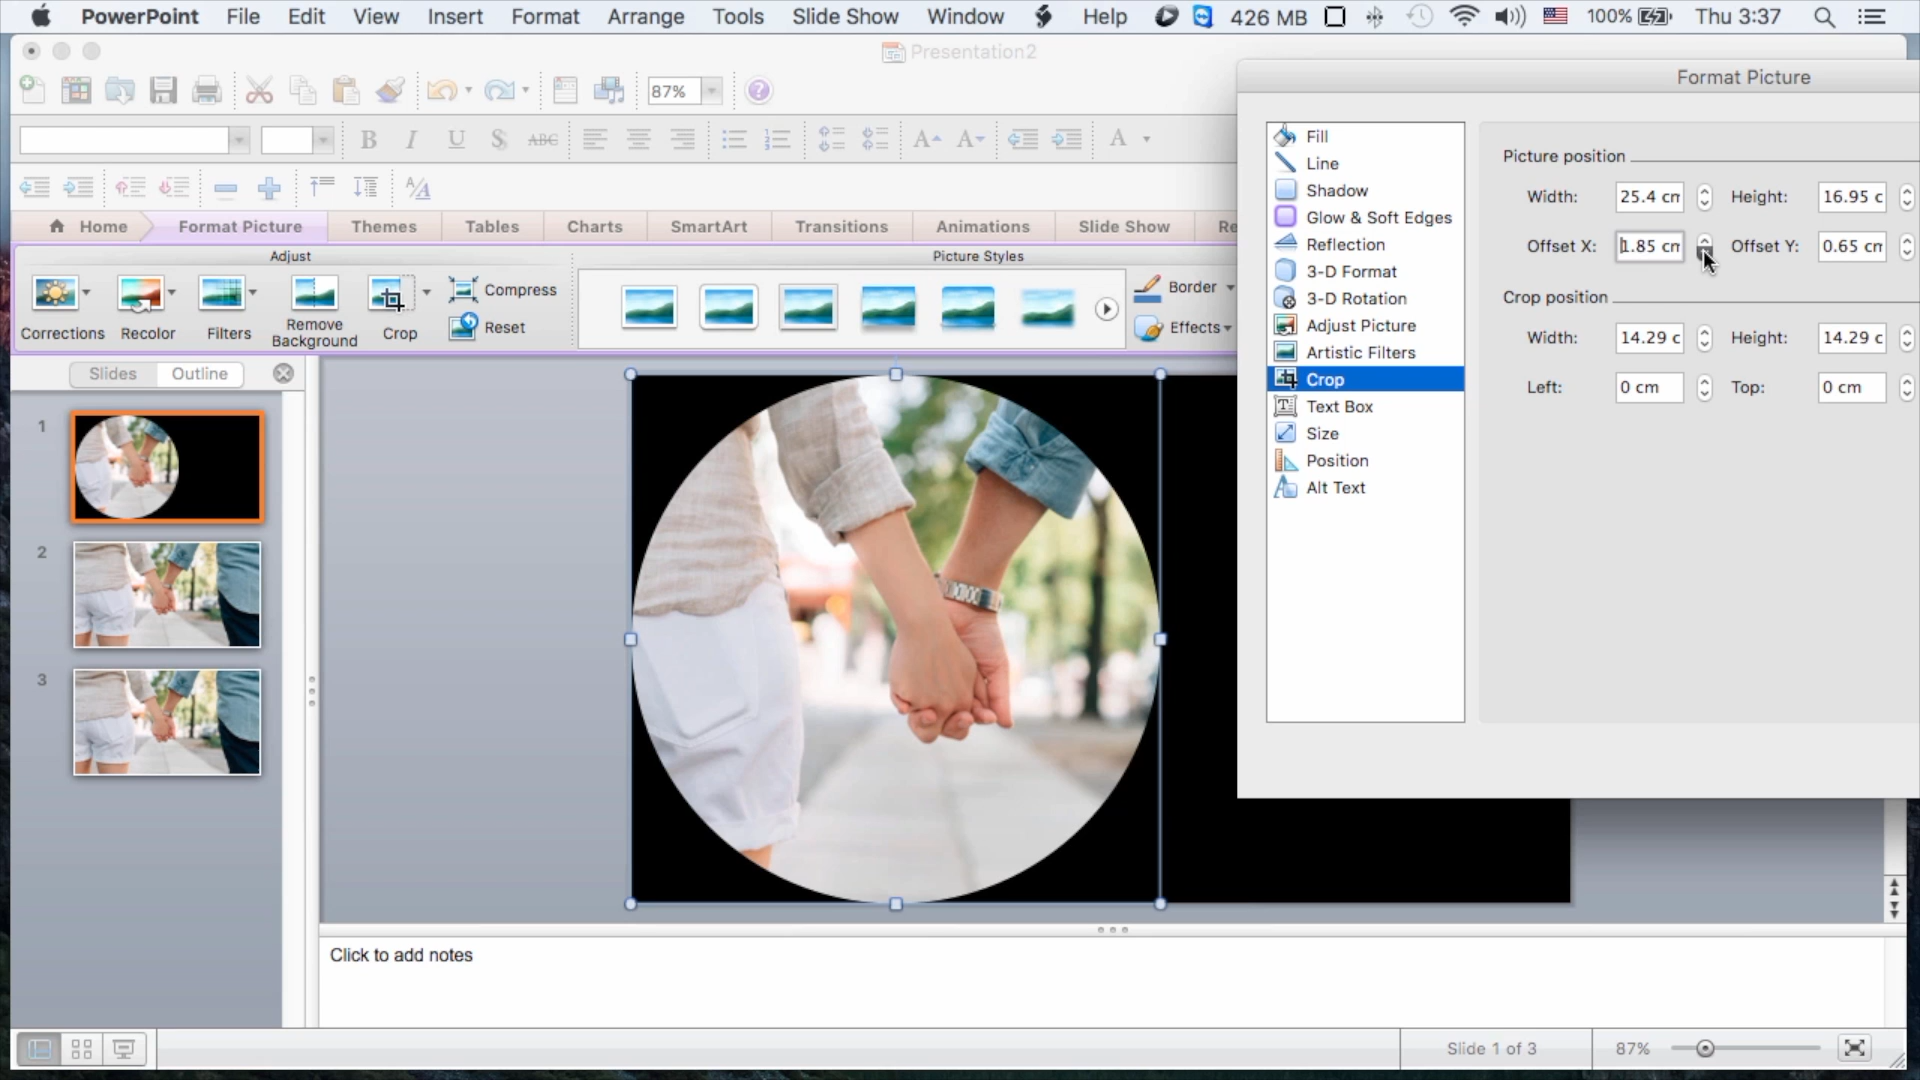 PowerPoint File Edit View Insert Format Arrange Tools Slide Show Window Help 426 MB 100% Thu 3:37
Presentation2
87%
Format Picture
B I U S ABC A A A
A/A
Home Format Picture Themes Tables Charts SmartArt Transitions Animations Slide Show Re
Adjust Picture Styles
Corrections Recolor Filters Remove Background Crop Compress Reset Border Effects
Slides Outline
1
2
3
Fill
Line
Shadow
Glow & Soft Edges
Reflection
3-D Format
3-D Rotation
Adjust Picture
Artistic Filters
Crop
Text Box
Size
Position
Alt Text
Picture position
Width: 25.4 cm Height: 16.95 c
Offset X: 1.85 cm Offset Y: 0.65 cm
Crop position
Width: 14.29 c Height: 14.29 c
Left: 0 cm Top: 0 cm
Click to add notes
Slide 1 of 3 87%